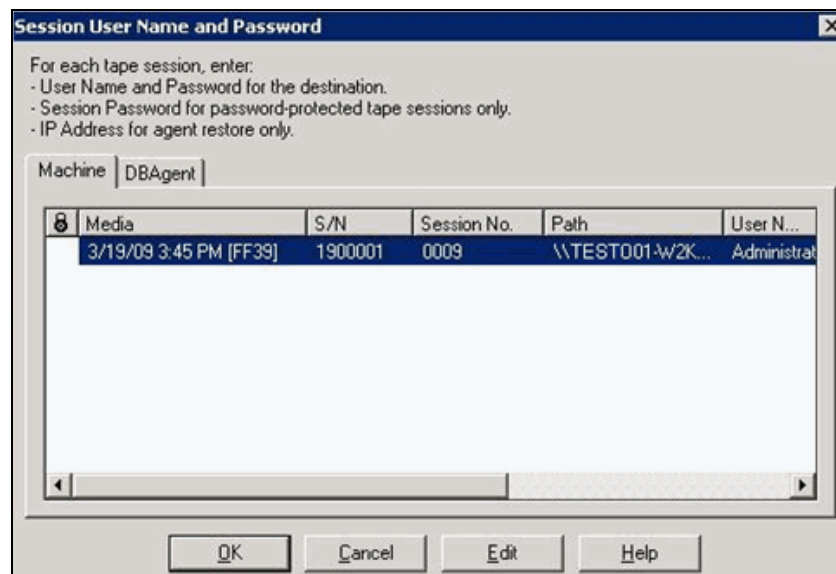 Session User Name and Password
For each tape session, enter:
- User Name and Password for the destination.
- Session Password for password-protected tape sessions only.
- IP Address for agent restore only.
Machine DBAgent
Media S/N Session No. Path User N...
3/19/09 3:45 PM [FF39] 1900001 0009 \\TEST001-W2K... Administrat
OK Cancel Edit Help